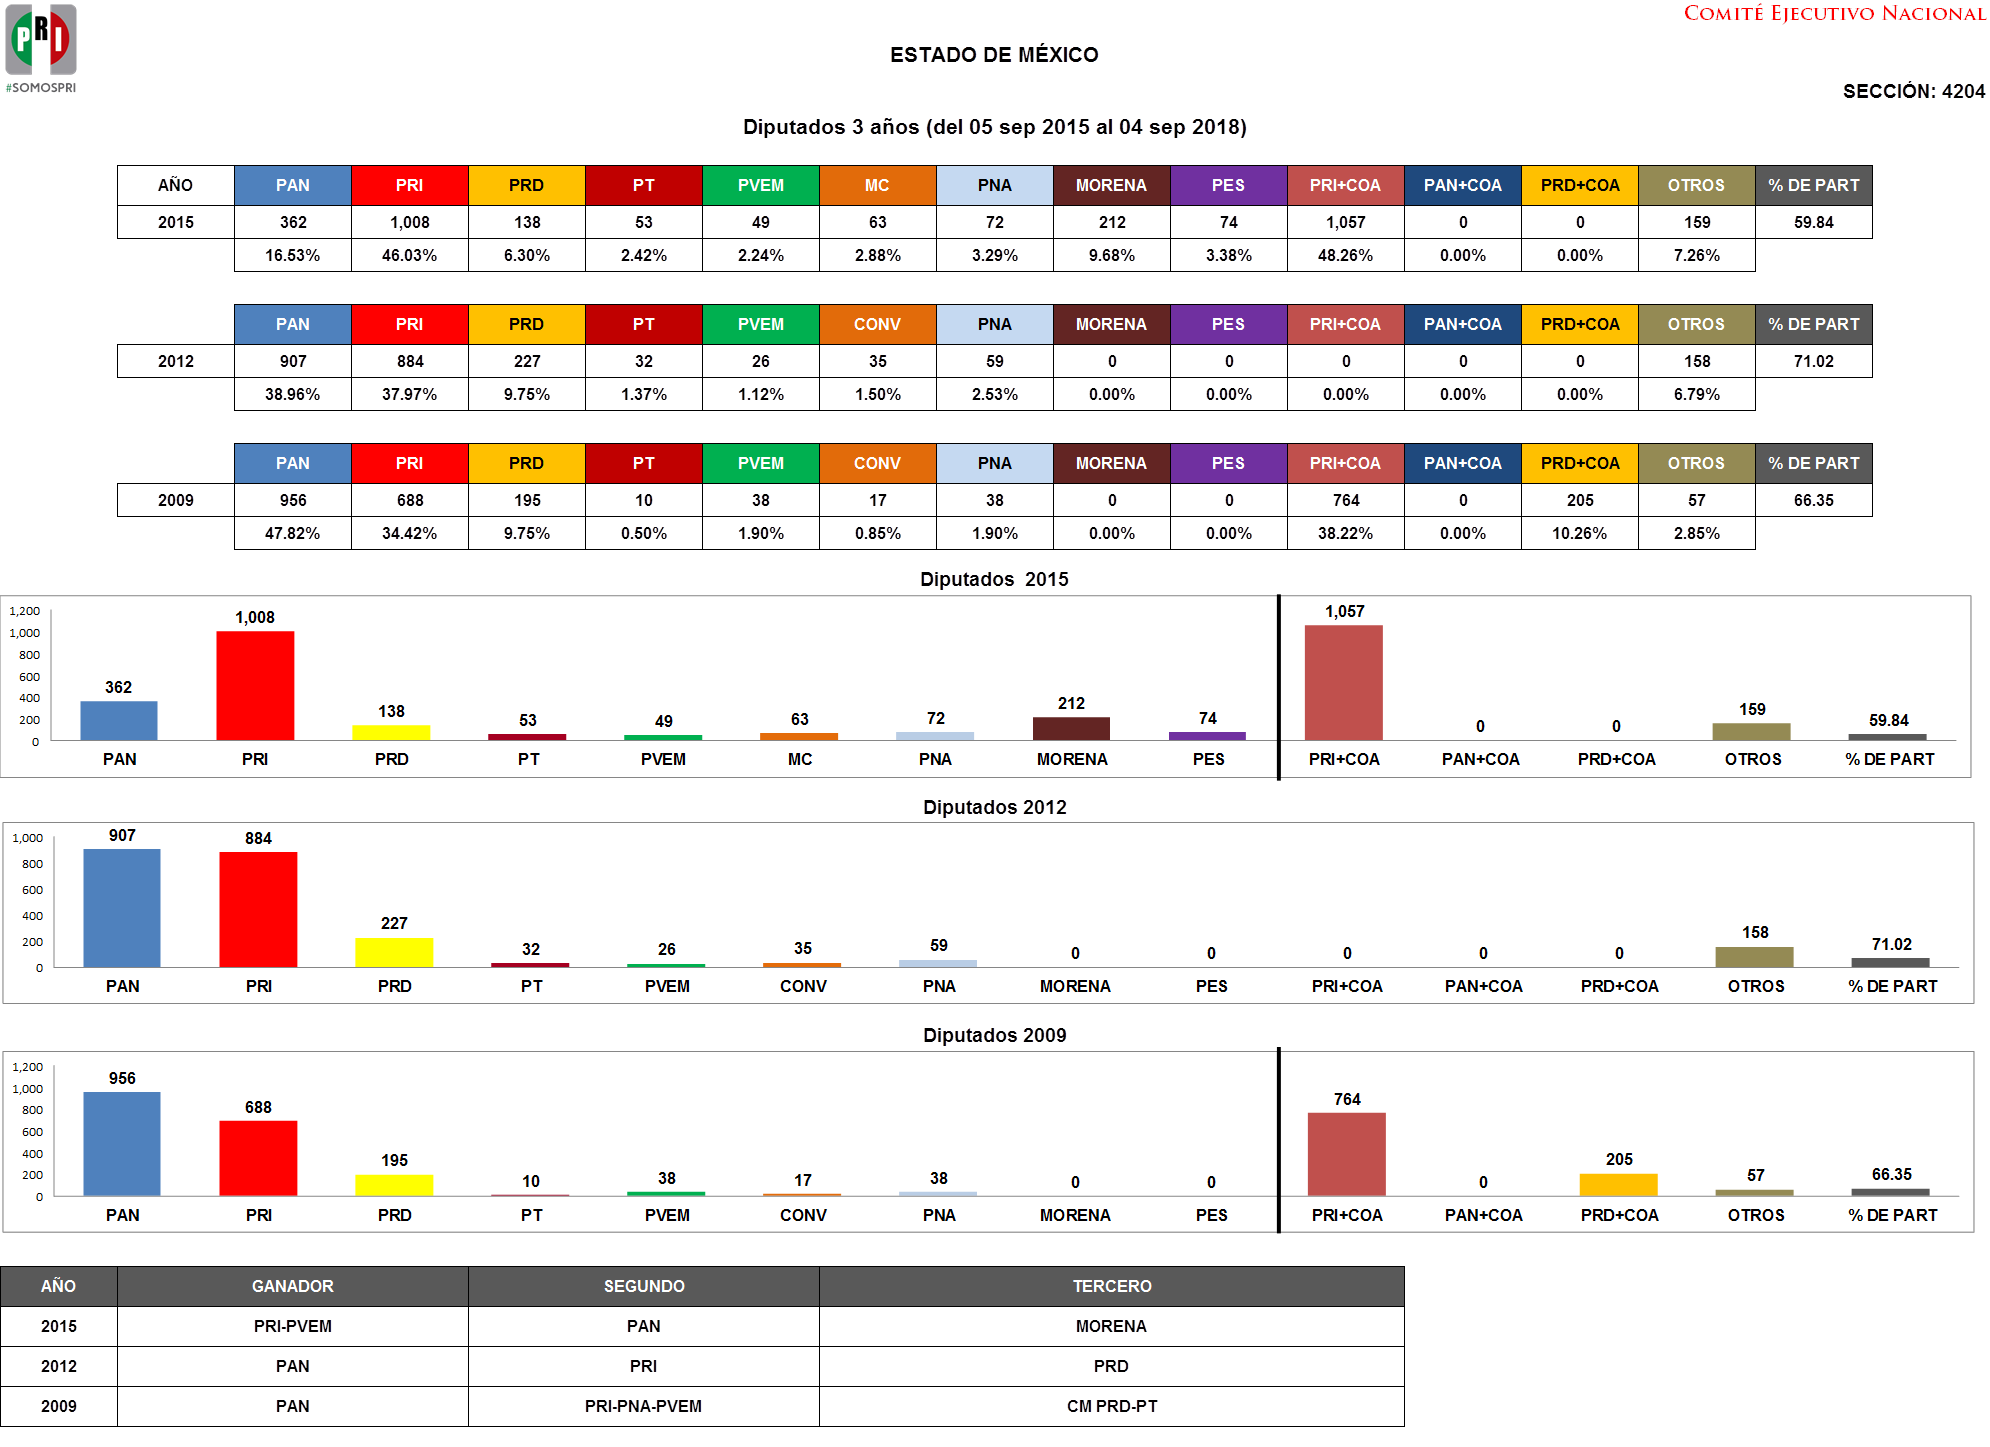 COMITÉ EJECUTIVO NACIONAL
PRI
#SOMOSPRI
ESTADO DE MÉXICO
SECCIÓN: 4204
Diputados 3 años (del 05 sep 2015 al 04 sep 2018)
AÑO PAN PRI PRD PT PVEM MC PNA MORENA PES PRI+COA PAN+COA PRD+COA OTROS % DE PART
2015 362 1,008 138 53 49 63 72 212 74 1,057 0 0 159 59.84
16.53% 46.03% 6.30% 2.42% 2.24% 2.88% 3.29% 9.68% 3.38% 48.26% 0.00% 0.00% 7.26%
PAN PRI PRD PT PVEM CONV PNA MORENA PES PRI+COA PAN+COA PRD+COA OTROS % DE PART
2012 907 884 227 32 26 35 59 0 0 0 0 0 158 71.02
38.96% 37.97% 9.75% 1.37% 1.12% 1.50% 2.53% 0.00% 0.00% 0.00% 0.00% 0.00% 6.79%
PAN PRI PRD PT PVEM CONV PNA MORENA PES PRI+COA PAN+COA PRD+COA OTROS % DE PART
2009 956 688 195 10 38 17 38 0 0 764 0 205 57 66.35
47.82% 34.42% 9.75% 0.50% 1.90% 0.85% 1.90% 0.00% 0.00% 38.22% 0.00% 10.26% 2.85%
Diputados 2015
1,200
1,000
800
600
400
200
0
362 1,008 138 53 49 63 72 212 74 1,057 0 0 159 59.84
PAN PRI PRD PT PVEM MC PNA MORENA PES PRI+COA PAN+COA PRD+COA OTROS % DE PART
Diputados 2012
1,000
800
600
400
200
0
907 884 227 32 26 35 59 0 0 0 0 0 158 71.02
PAN PRI PRD PT PVEM CONV PNA MORENA PES PRI+COA PAN+COA PRD+COA OTROS % DE PART
Diputados 2009
1,200
1,000
800
600
400
200
0
956 688 195 10 38 17 38 0 0 764 0 205 57 66.35
PAN PRI PRD PT PVEM CONV PNA MORENA PES PRI+COA PAN+COA PRD+COA OTROS % DE PART
AÑO GANADOR SEGUNDO TERCERO
2015 PRI-PVEM PAN MORENA
2012 PAN PRI PRD
2009 PAN PRI-PNA-PVEM CM PRD-PT